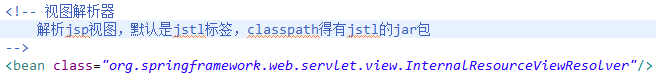 <!-- 视图解析器
解析jsp视图，默认是jstl标签，classpath得有jstl的jar包
-->
<bean class="org.springframework.web.servlet.view.InternalResourceViewResolver"/>